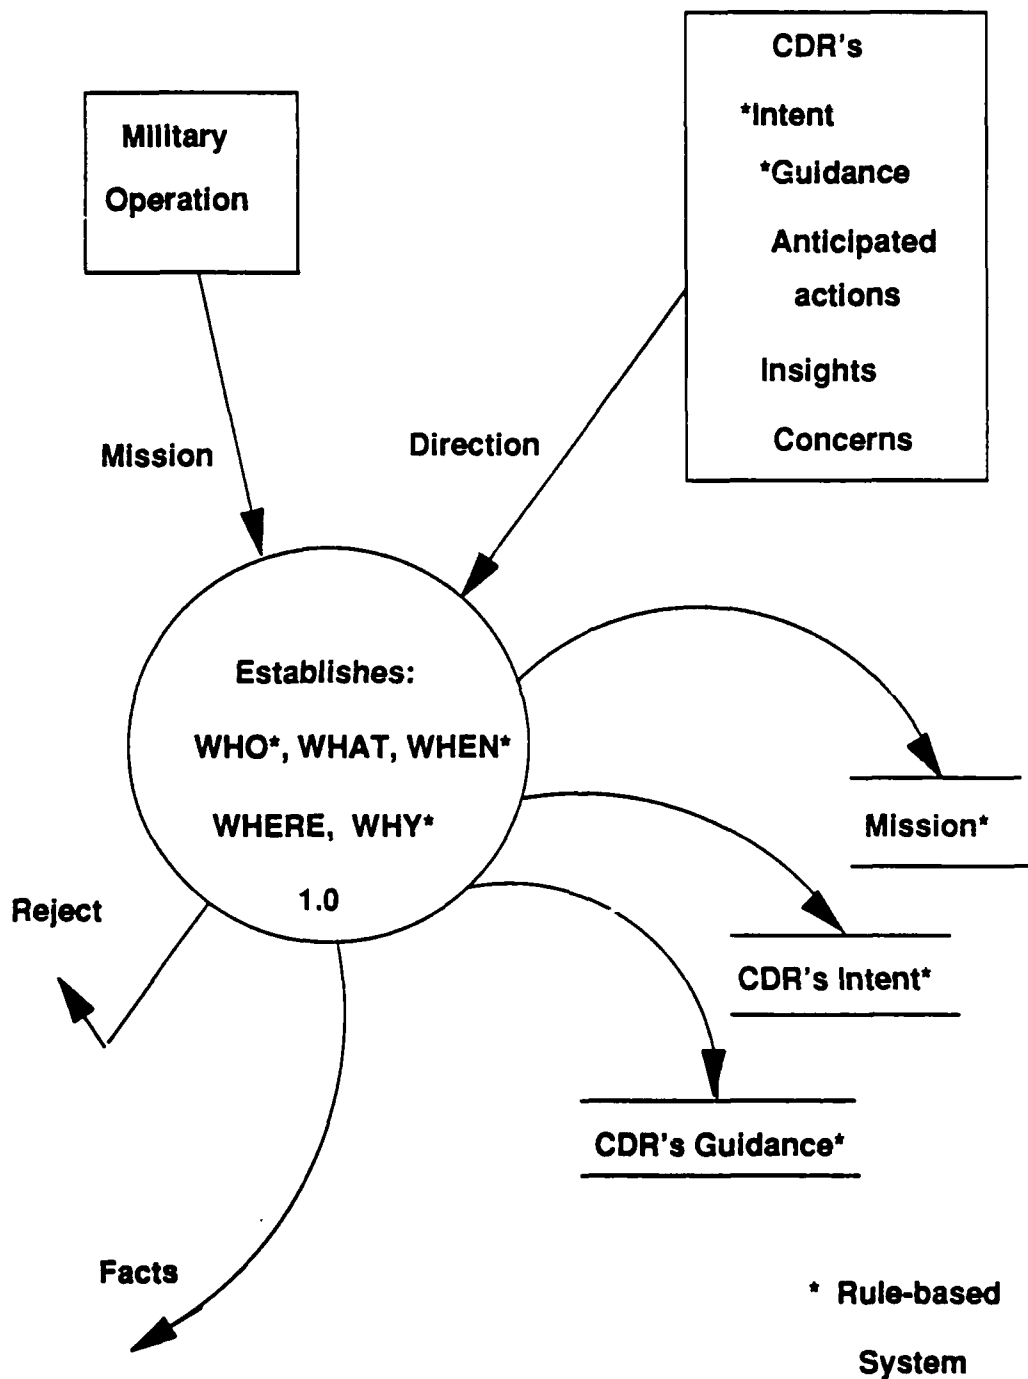 Military
Operation
CDR's
*Intent
*Guidance
Anticipated
actions
Insights
Concerns
Mission
Direction
Establishes:
WHO*, WHAT, WHEN*
WHERE, WHY*
1.0
Reject
Mission*
CDR's Intent*
CDR's Guidance*
Facts
* Rule-based
System